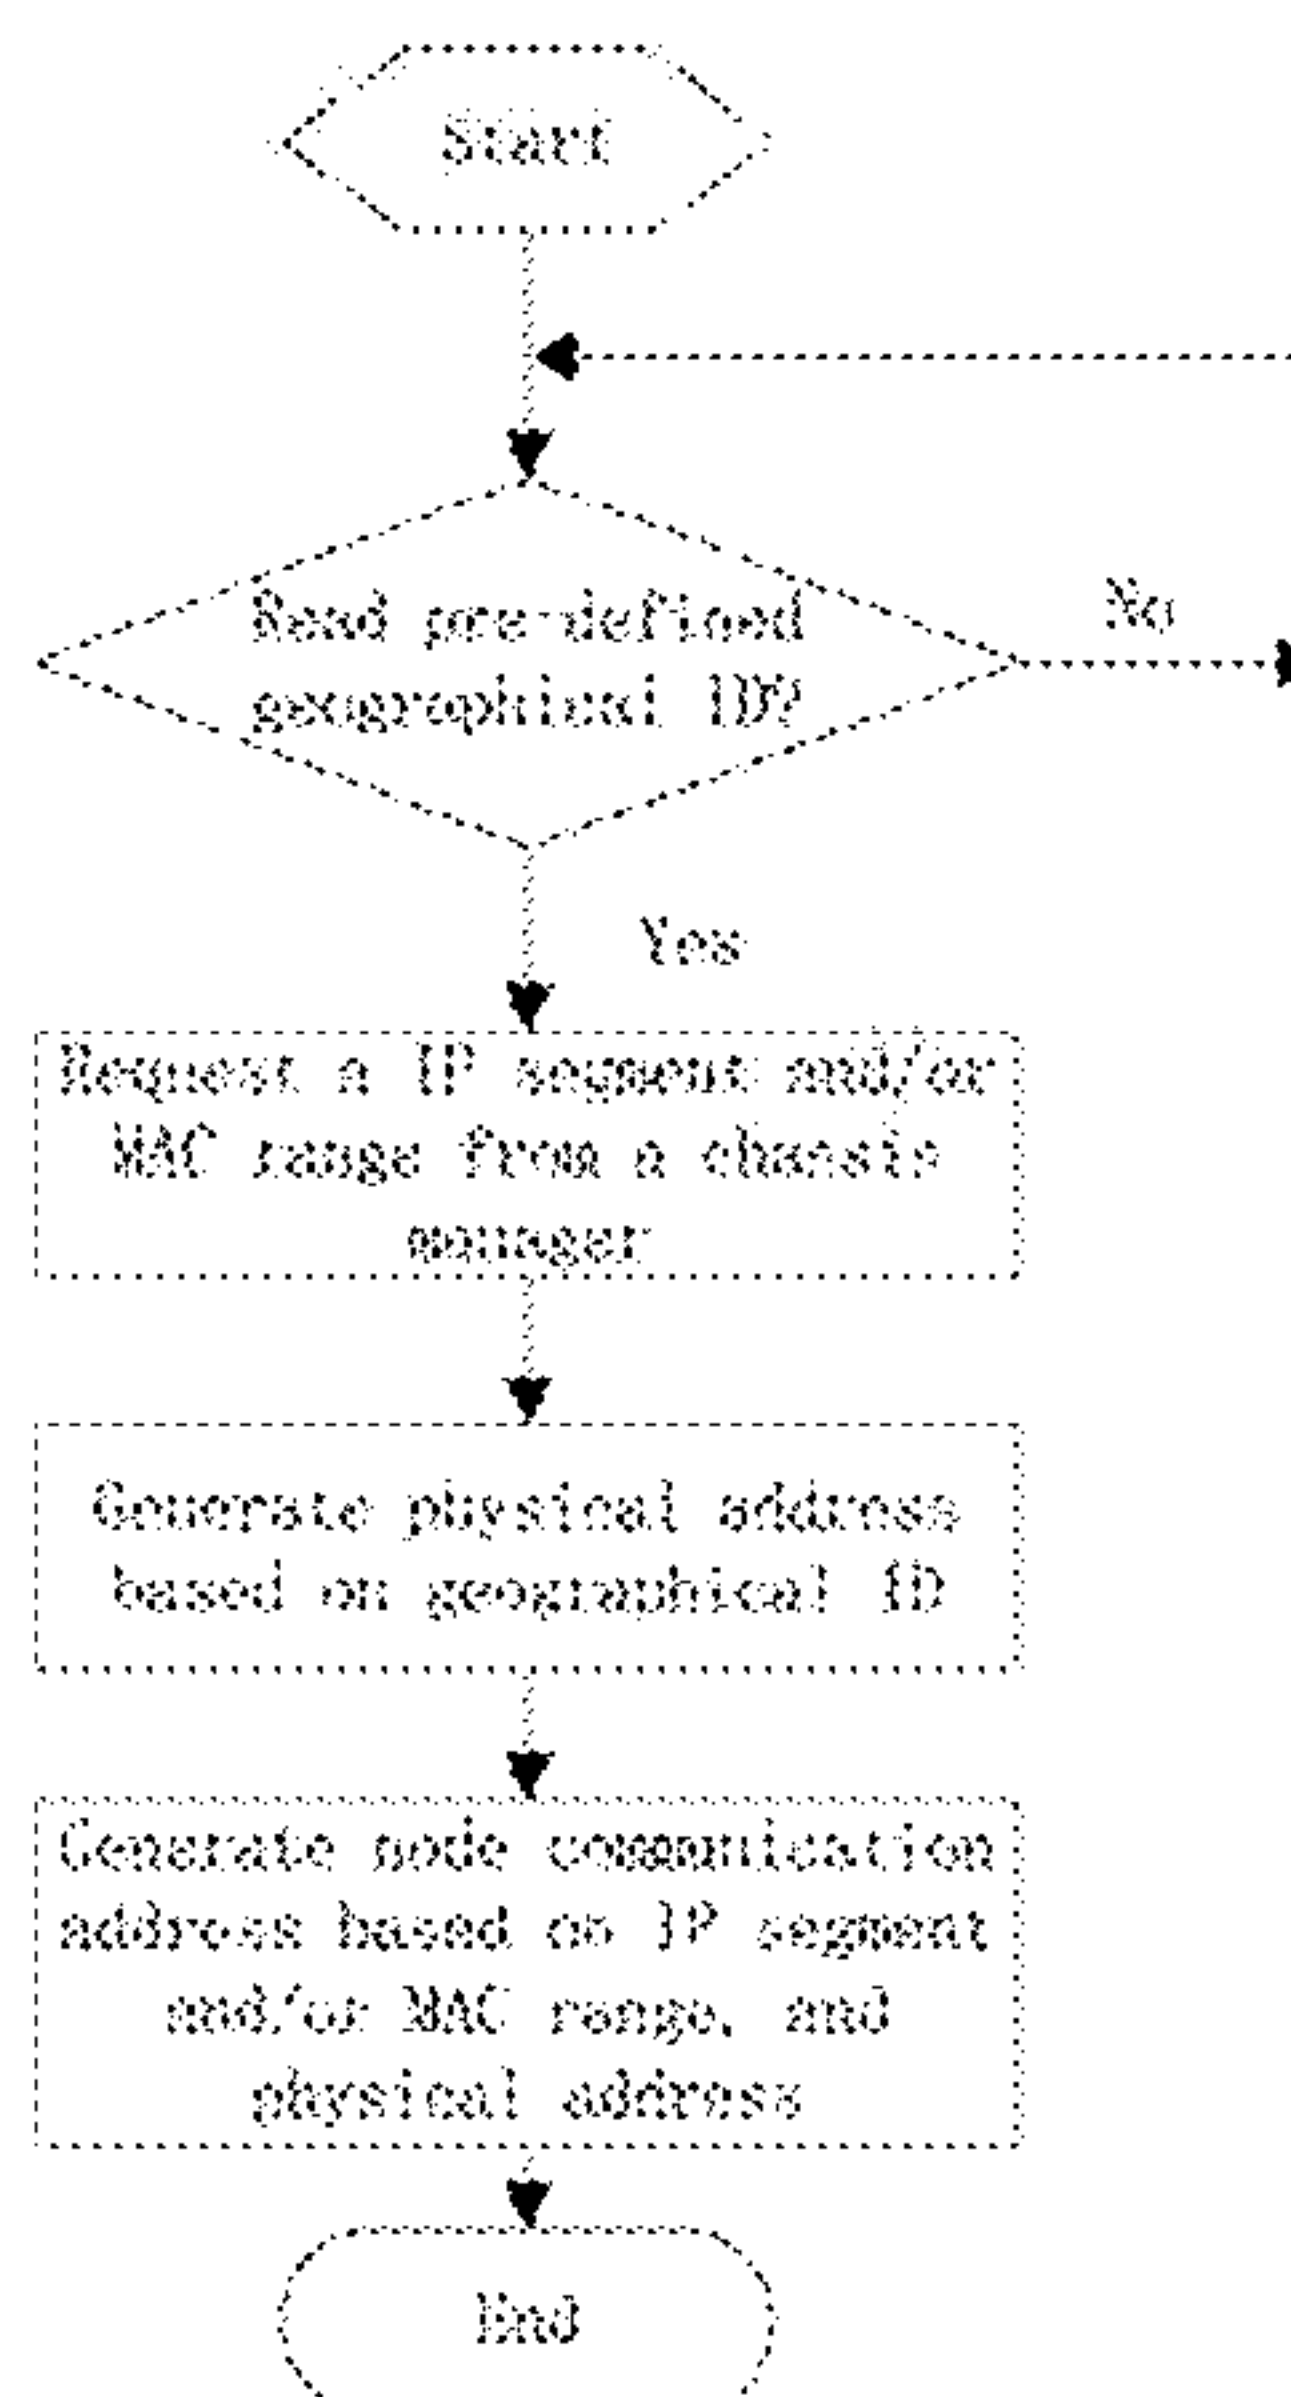 Start
Read pre-defined
geographical ID?
No
Yes
Request a IP segment and/or
MAC range from a chassis
manager
Generate physical address
based on geographical ID
Generate node communication
address based on IP segment
and/or MAC range, and
physical address
End